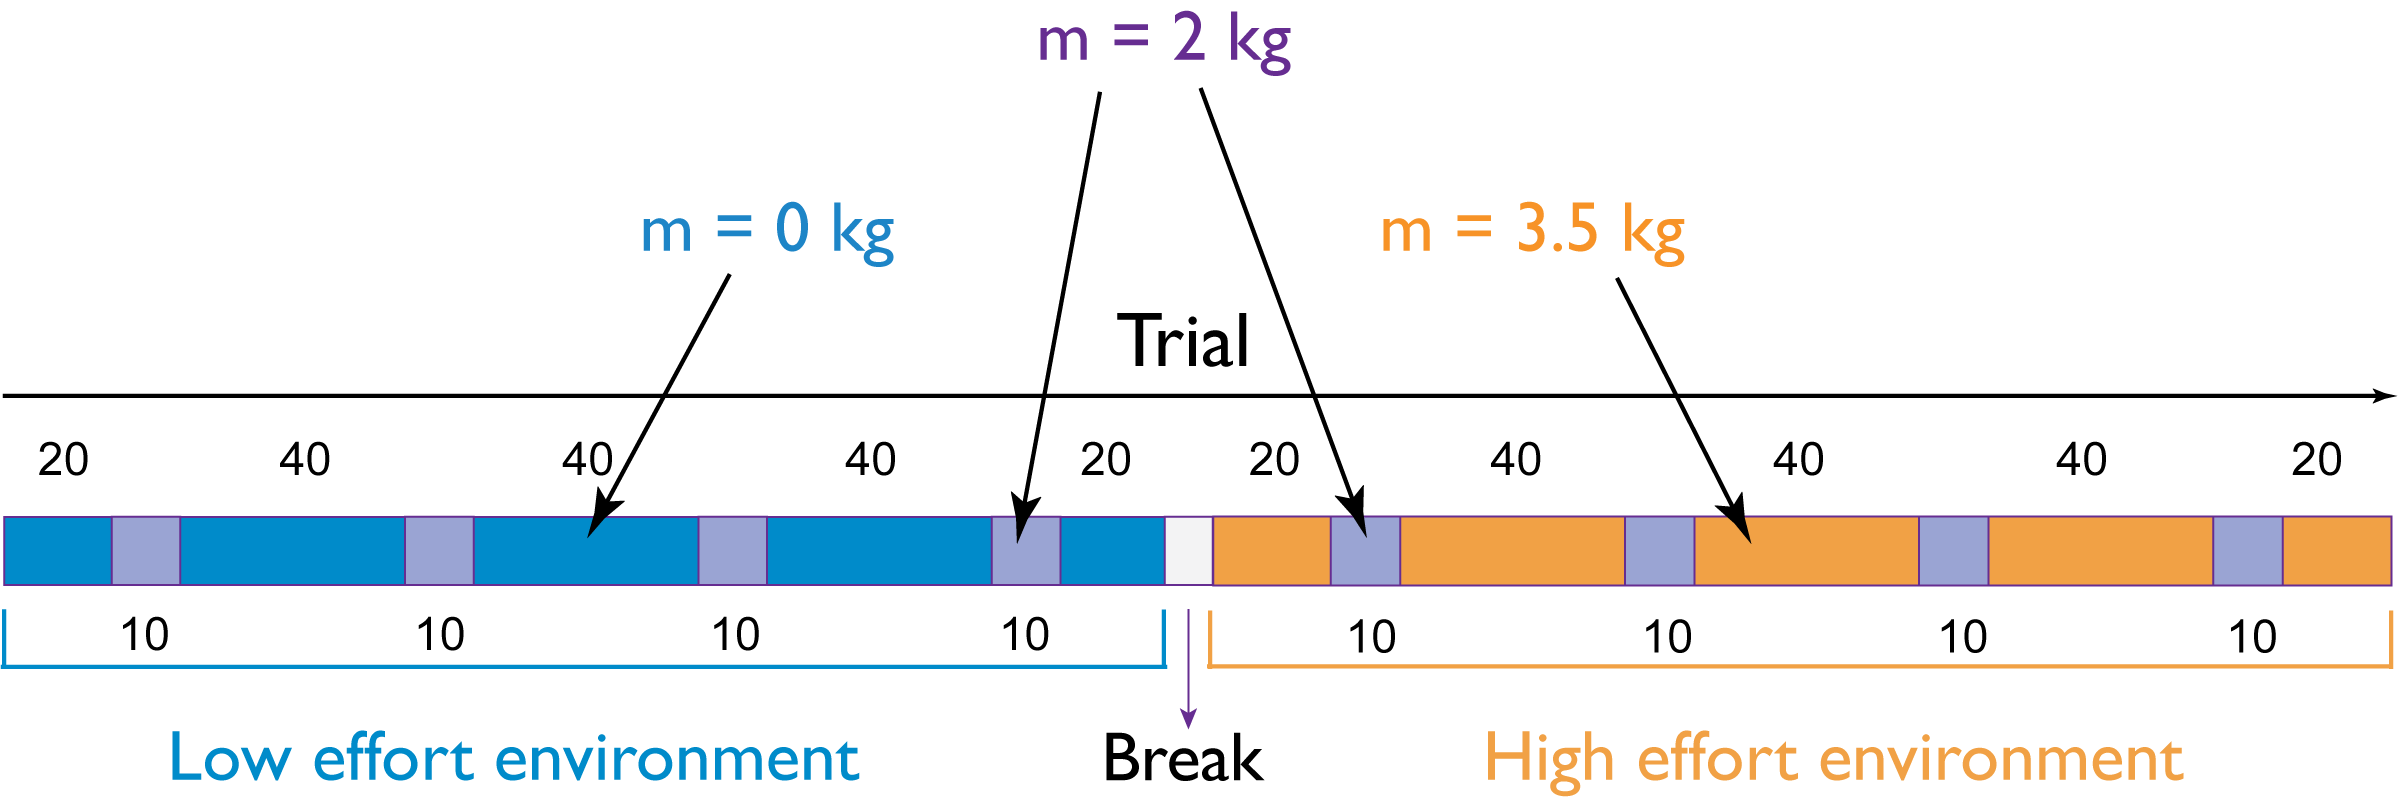 m = 2 kg
m = 0 kg m = 3.5 kg
Trial
20 40 40 40 20 20 40 40 40 20
10 10 10 10 10 10 10 10
Low effort environment Break High effort environment